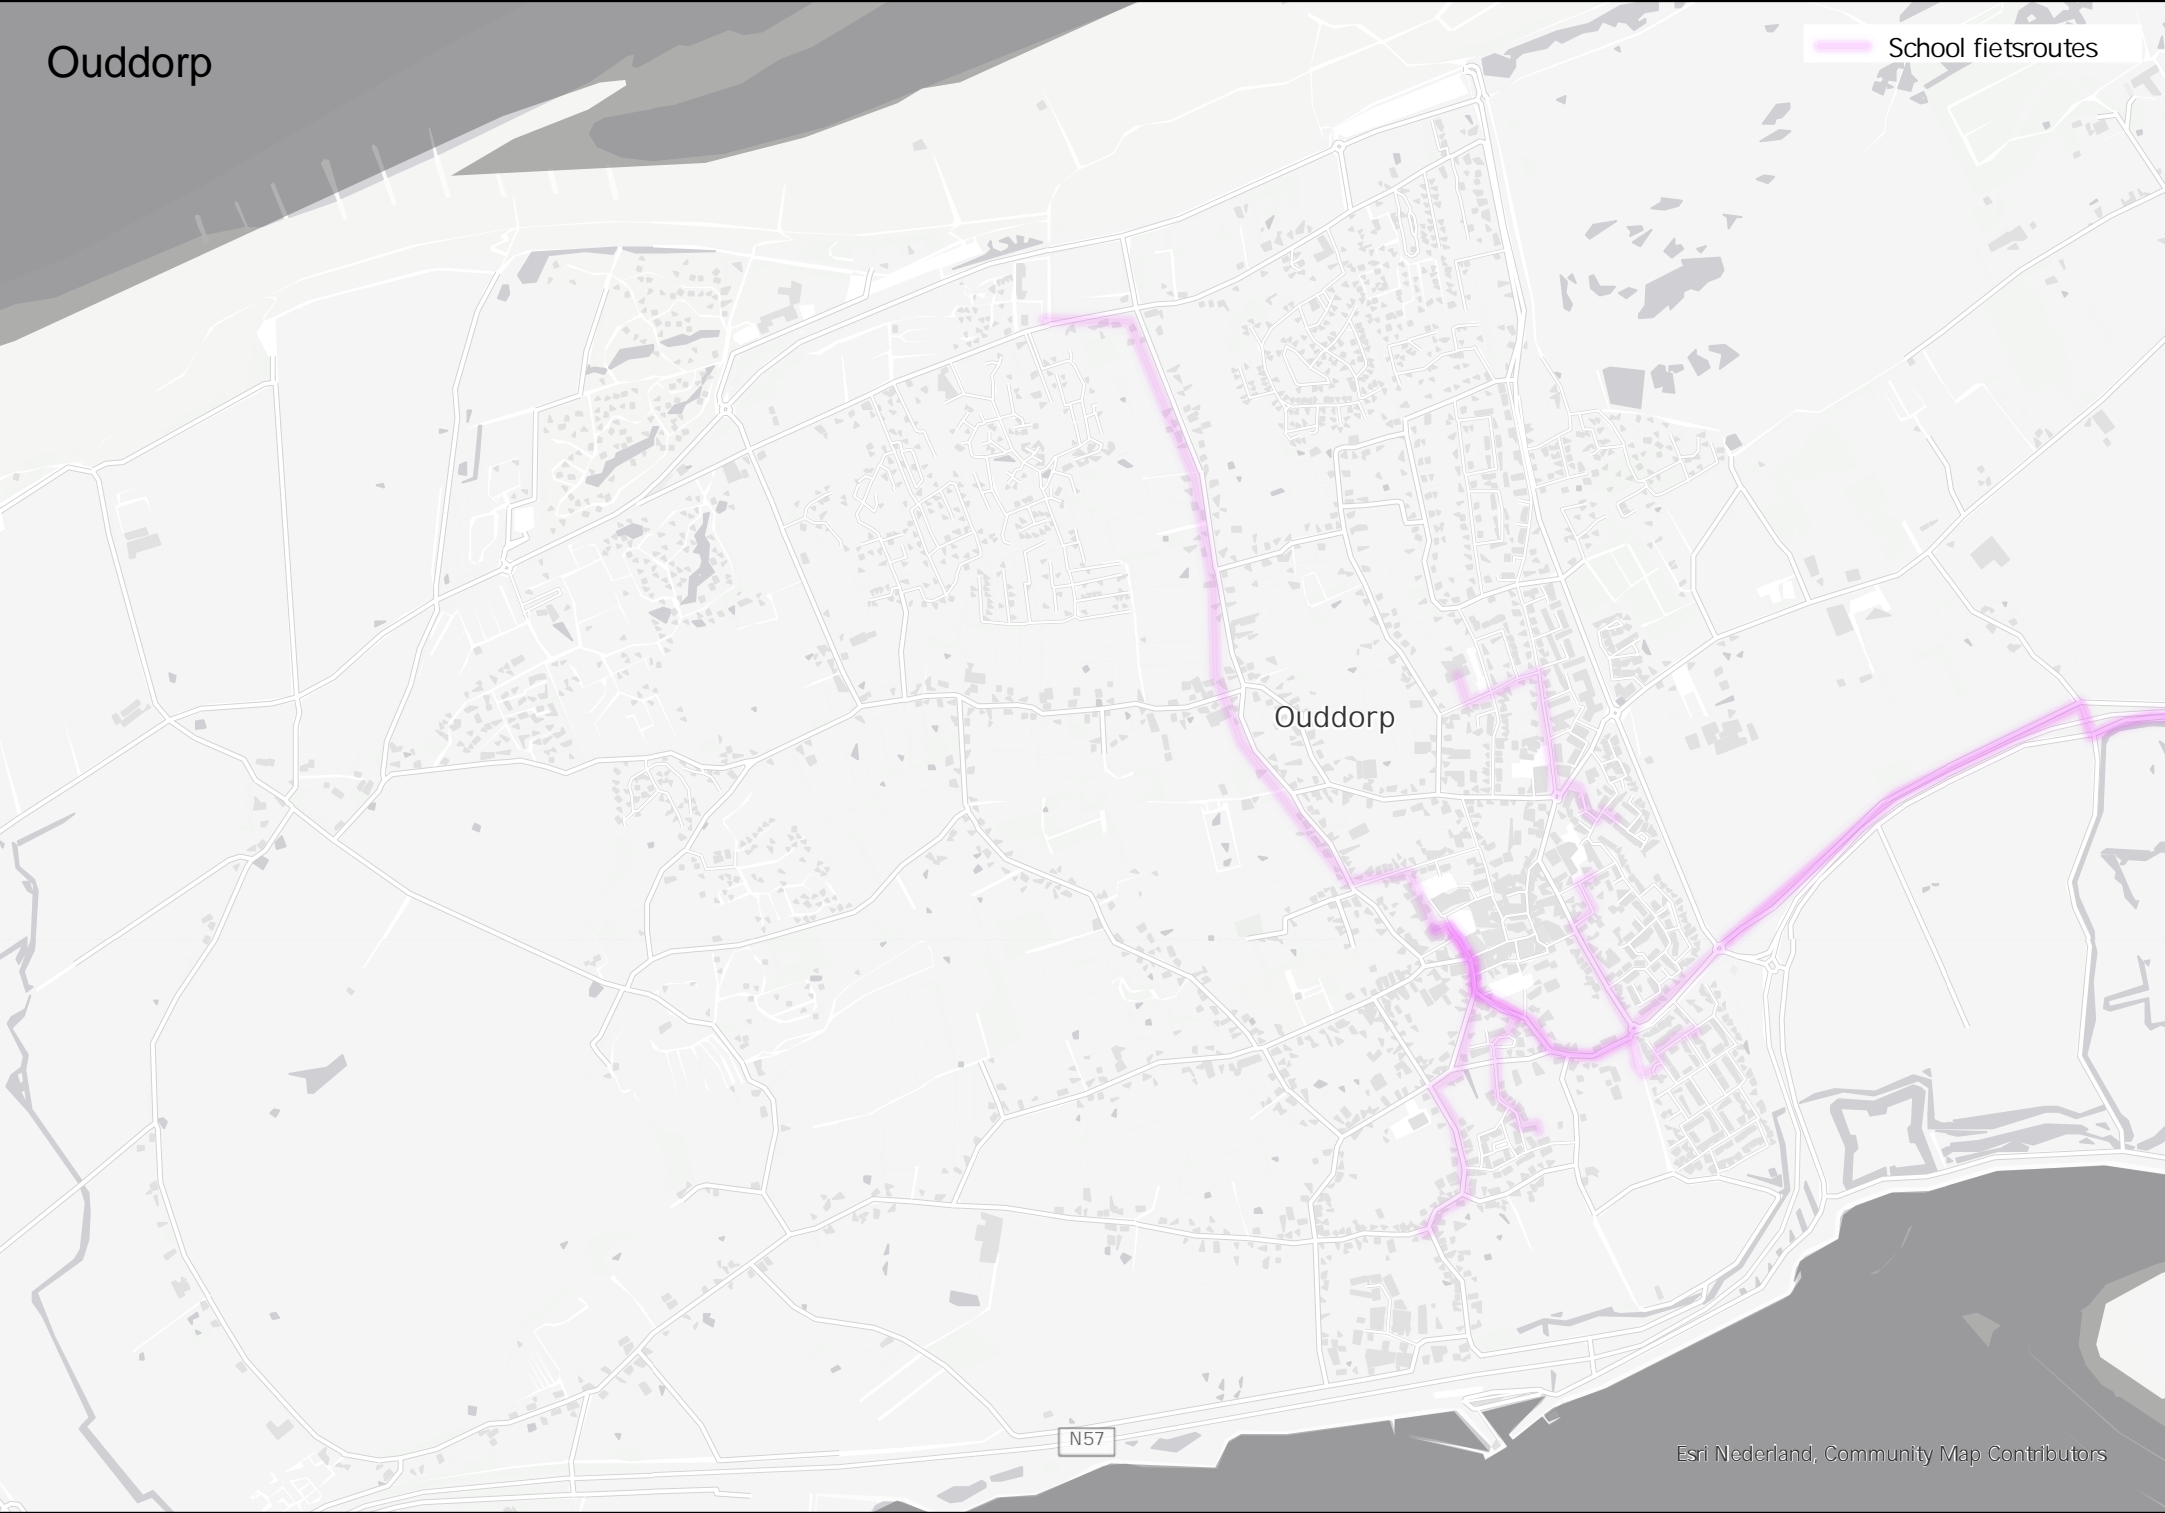 Ouddorp
School fietsroutes
Ouddorp
N57
Esri Nederland, Community Map Contributors